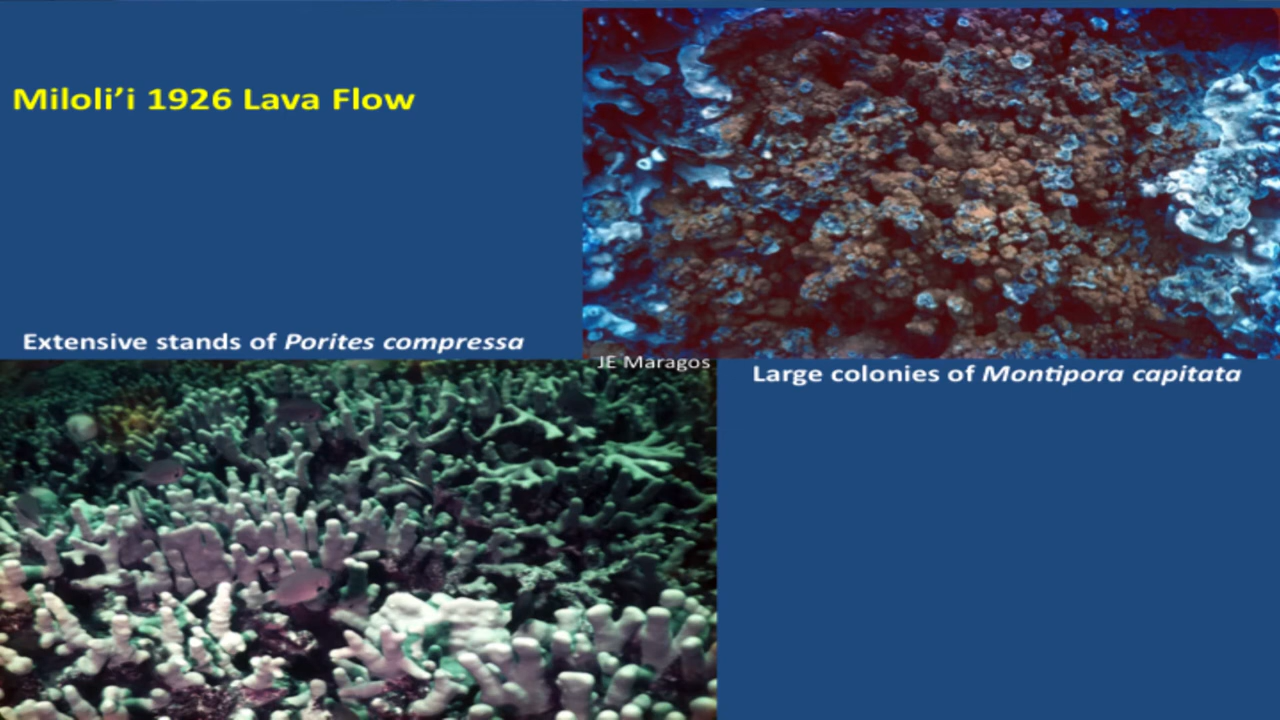 Miloli’i 1926 Lava Flow
Extensive stands of Porites compressa
JE Maragos
Large colonies of Montipora capitata